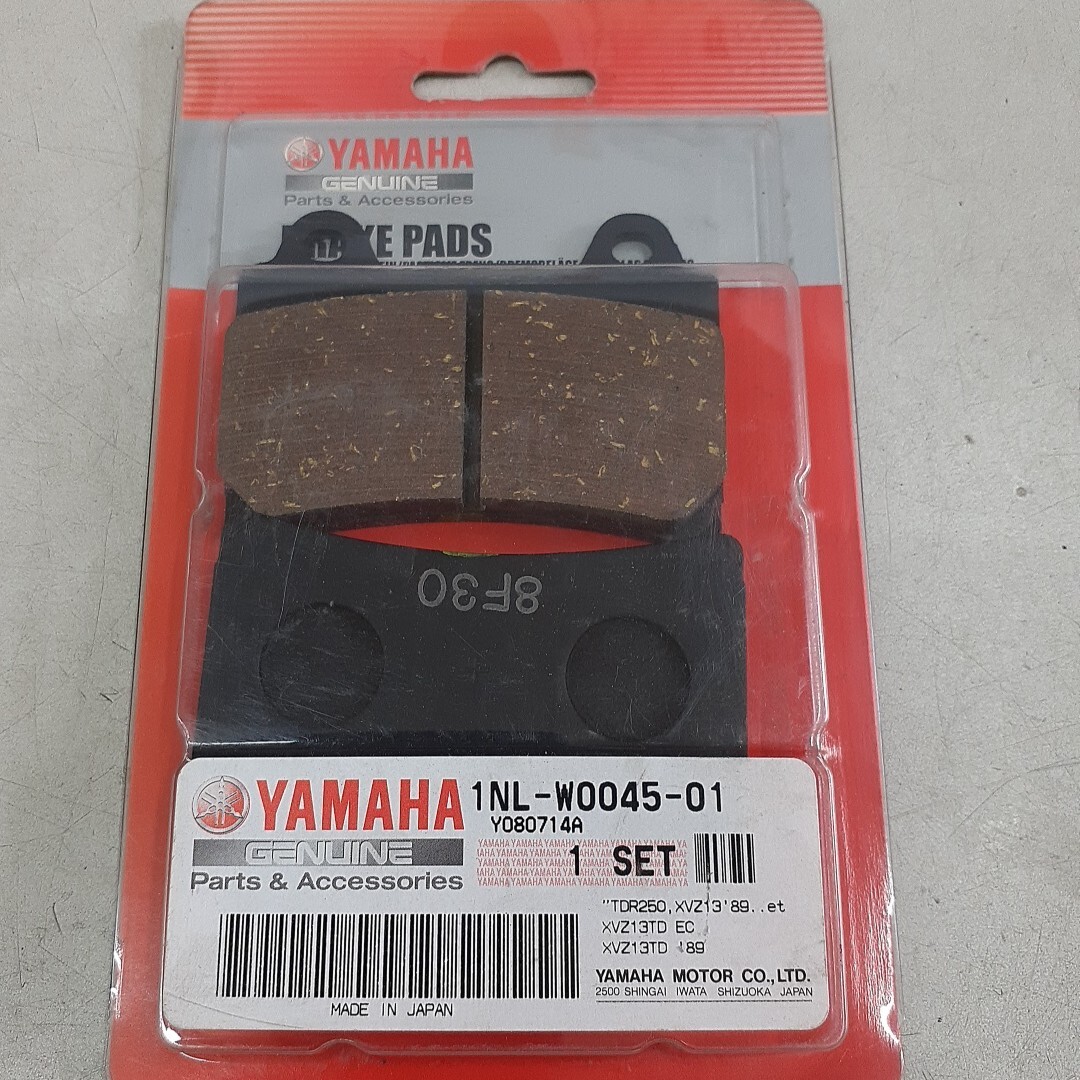 YAMAHA
GENUINE
Parts & Accessories
PADS
8F30
YAMAHA 1NL-W0045-01
Y080714A
GENUINE
1 SET
Parts & Accessories
"TDR250,XVZ13'89..et
XVZ13TD EC
XVZ13TD '89
YAMAHA MOTOR CO.,LTD.
2500 SHINGAI IWATA SHIZUOKA JAPAN
MADE IN JAPAN